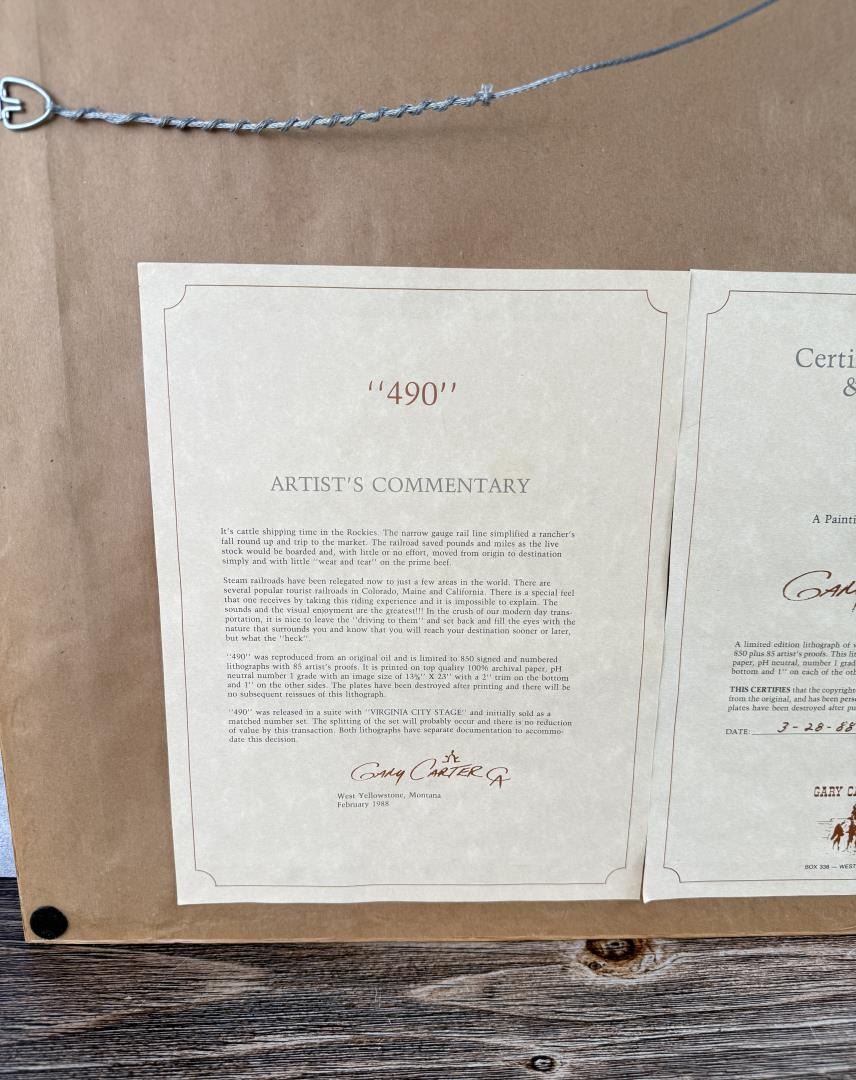 "490"
ARTIST'S COMMENTARY
It's cattle shipping time in the Rockies. The narrow gauge rail line simplified a rancher's
fall round up and trip to the market. The railroad saved pounds and miles as the live
stock would be boarded and, with little or no effort, moved from origin to destination
simply and with little "wear and tear" on the prime beef.
Steam railroads have been relegated now to just a few areas in the world. There are
several popular tourist railroads in Colorado, Maine and California. There is a special feel
that one receives by taking this riding experience and it is impossible to explain. The
sounds and the visual enjoyment are the greatest!!! In the crush of our modern day trans-
portation, it is nice to leave the "driving to them" and set back and fill the eyes with the
nature that surrounds you and know that you will reach your destination sooner or later,
but what the "heck".
"490" was reproduced from an original oil and is limited to 850 signed and numbered
lithographs with 85 artist's proofs. It is printed on top quality 100% archival paper, pH
neutral number 1 grade with an image size of 13⅜" X 23" with a 2" trim on the bottom
and 1" on the other sides. The plates have been destroyed after printing and there will be
no subsequent reissues of this lithograph.
"490" was released in a suite with "VIRGINIA CITY STAGE" and initially sold as a
matched number set. The splitting of the set will probably occur and there is no reduction
of value by this transaction. Both lithographs have separate documentation to accommo-
date this decision.
GARY CARTER CA
West Yellowstone, Montana
February 1988
Certi
&
A Painti
GAR
A limited edition lithograph of
850 plus 85 artist's proofs. This lit
paper, pH neutral, number 1 grad
bottom and 1" on each of the oth
THIS CERTIFIES that the copyright
from the original, and has been pers
plates have been destroyed after pu
DATE: 3-28-88
GARY CA
BOX 338 — WEST